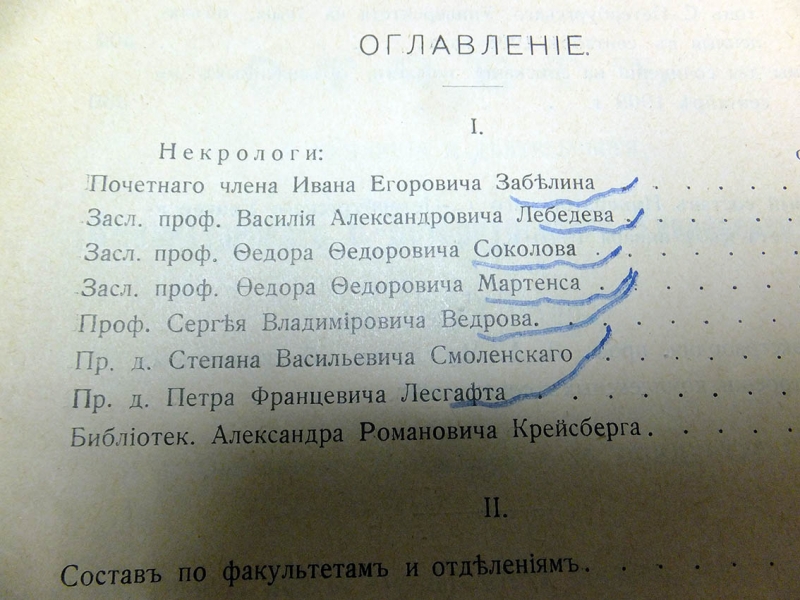 ОГЛАВЛЕНІЕ.
I.
Некрологи:
Почетнаго члена Ивана Егоровича Забѣлина . . . .
Засл. проф. Василія Александровича Лебедева . . . .
Засл. проф. Ѳедора Ѳедоровича Соколова . . . . .
Засл. проф. Ѳедора Ѳедоровича Мартенса . . . . .
Проф. Сергѣя Владиміровича Ведрова. . . . . . .
Пр. д. Степана Васильевича Смоленскаго . . . . .
Пр. д. Петра Францевича Лесгафта . . . . . . .
Библіотек. Александра Романовича Крейсберга . . . .
II.
Составъ по факультетамъ и отдѣленіямъ . . . . . .